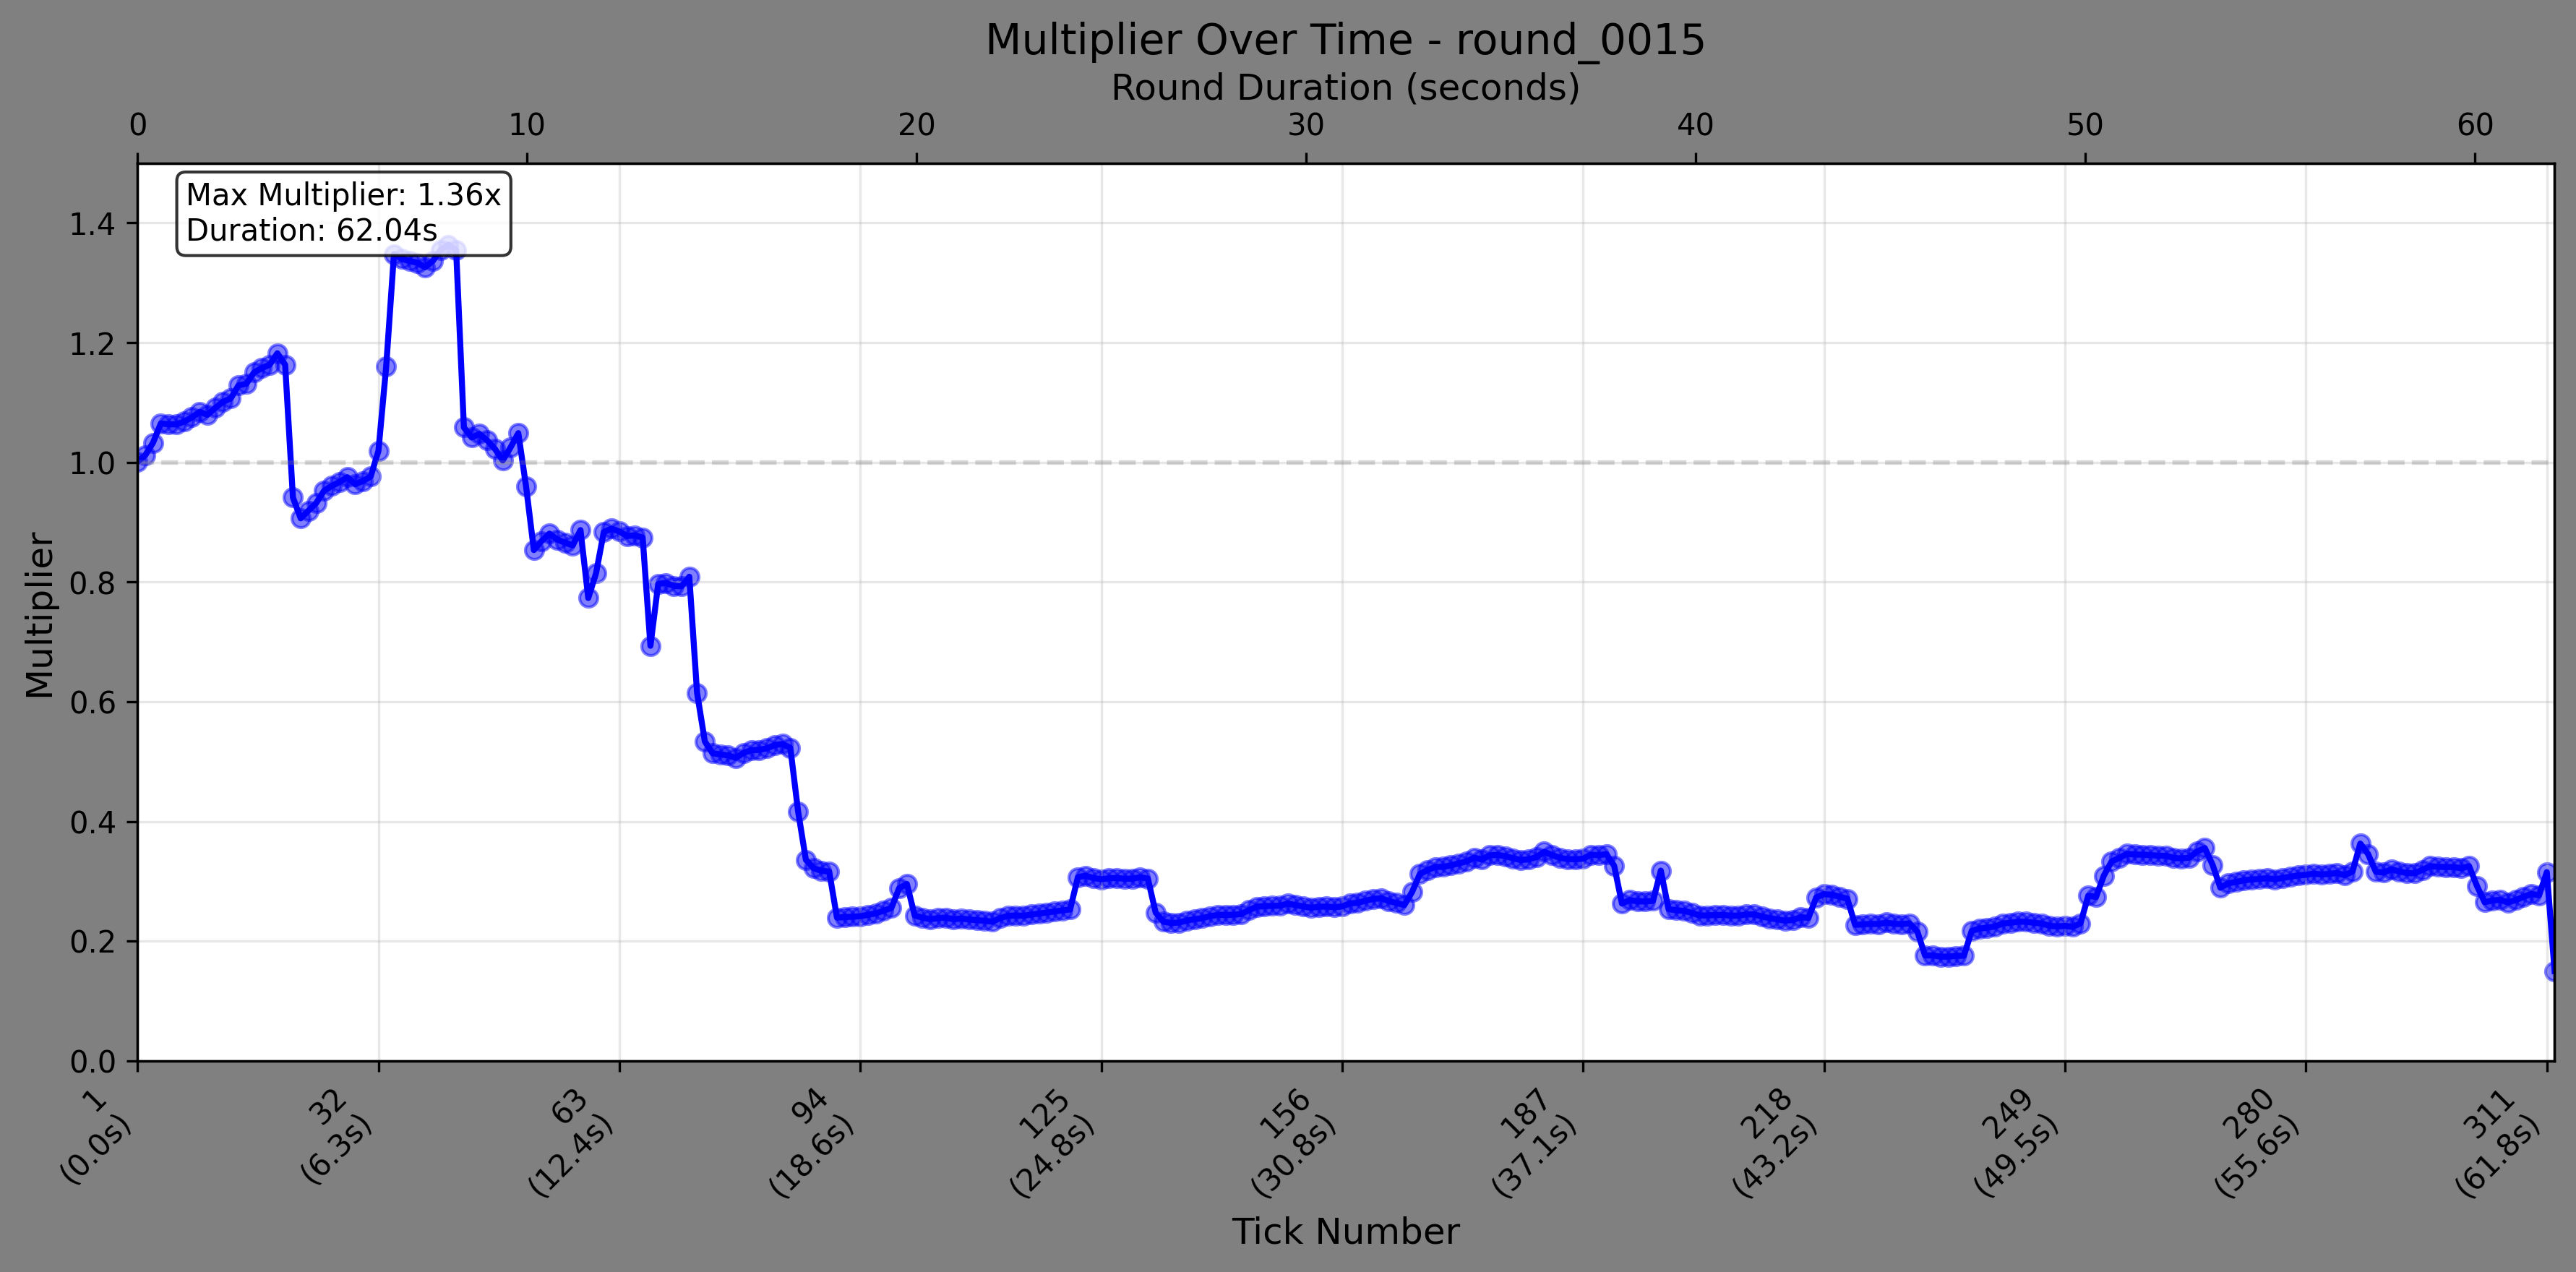 Multiplier Over Time - round_0015
Round Duration (seconds)
0 10 20 30 40 50 60
Max Multiplier: 1.36x
Duration: 62.04s
Multiplier
1.4
1.2
1.0
0.8
0.6
0.4
0.2
0.0
1
(0.0s)
32
(6.3s)
63
(12.4s)
94
(18.6s)
125
(24.8s)
156
(30.8s)
187
(37.1s)
218
(43.2s)
249
(49.5s)
280
(55.6s)
311
(61.8s)
Tick Number